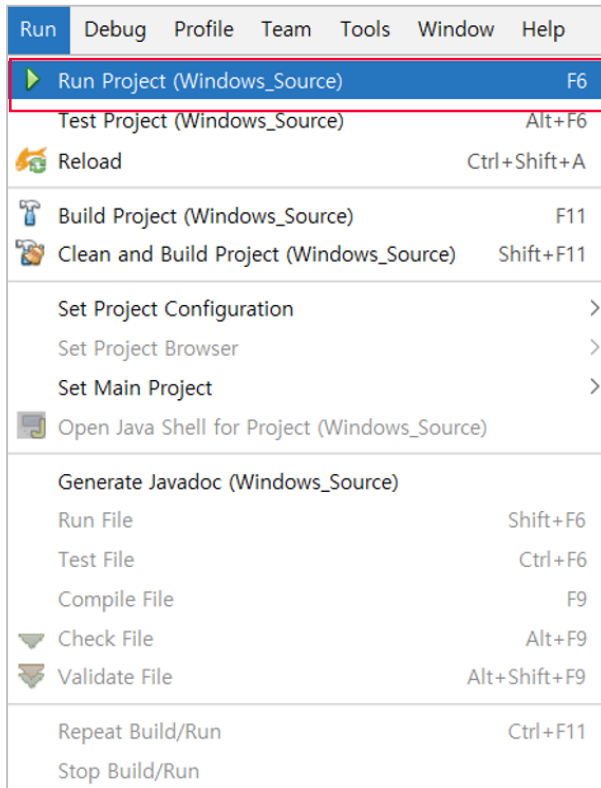 Run Debug Profile Team Tools Window Help
Run Project (Windows_Source) F6
Test Project (Windows_Source) Alt+F6
Reload Ctrl+Shift+A
Build Project (Windows_Source) F11
Clean and Build Project (Windows_Source) Shift+F11
Set Project Configuration
Set Project Browser
Set Main Project
Open Java Shell for Project (Windows_Source)
Generate Javadoc (Windows_Source)
Run File Shift+F6
Test File Ctrl+F6
Compile File F9
Check File Alt+F9
Validate File Alt+Shift+F9
Repeat Build/Run Ctrl+F11
Stop Build/Run